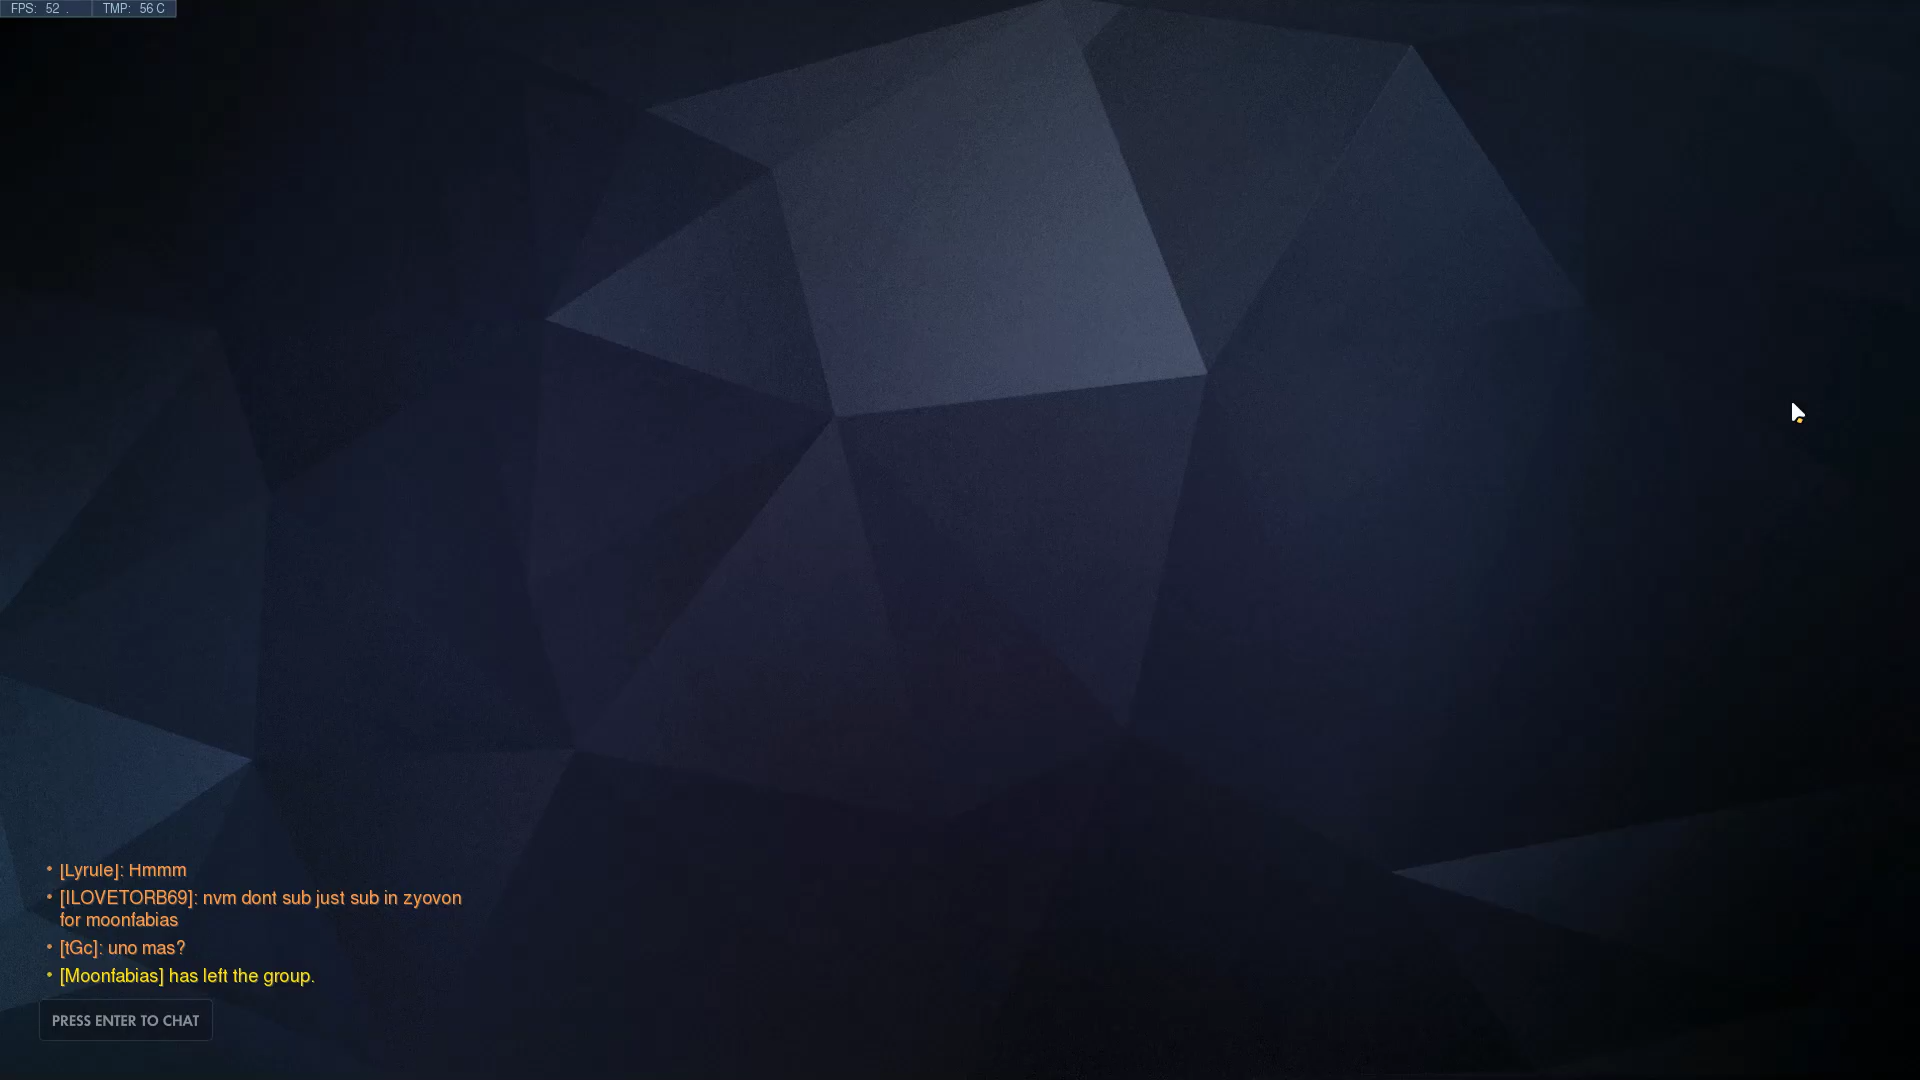 FPS: 52 . TMP: 56 C
• [Lyrule]: Hmmm
• [ILOVETORB69]: nvm dont sub just sub in zyovon
for moonfabias
• [tGc]: uno mas?
• [Moonfabias] has left the group.
PRESS ENTER TO CHAT